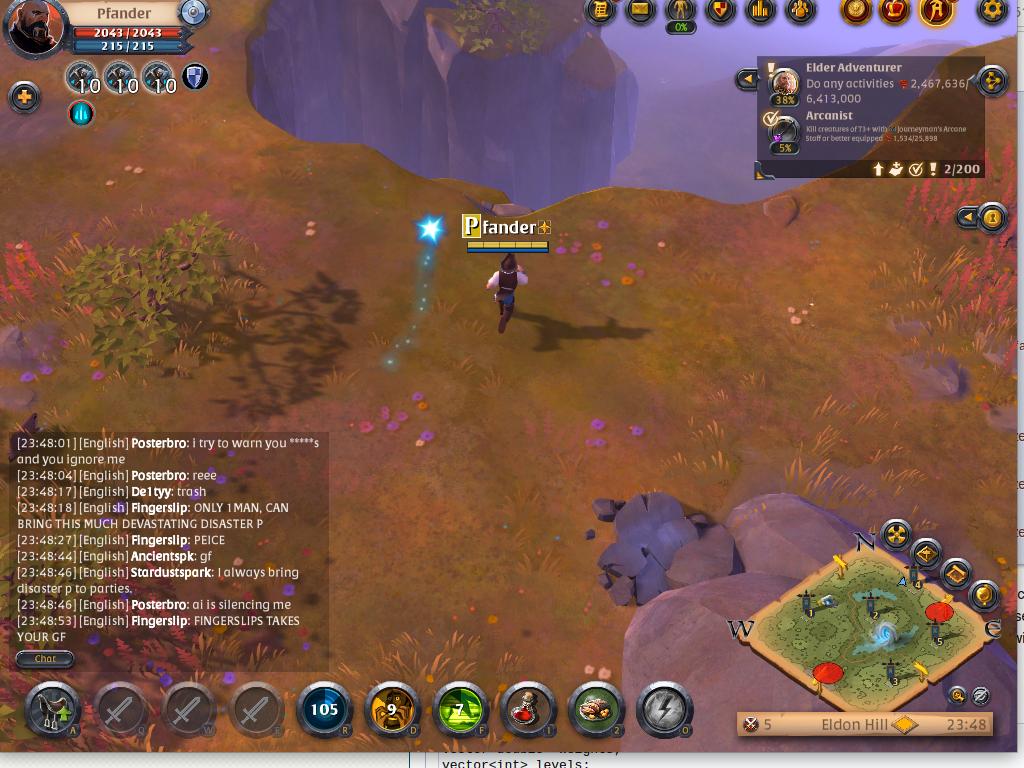 Pfander
2043 / 2043
215 / 215
10 10 10
0%
Elder Adventurer
Do any activities 2,467,636/
6,413,000
38%
Arcanist
Kill creatures of T3+ with Journeyman's Arcane
Staff or better equipped 1,534/25,898
5%
2/200
Pfander
[23:48:01] [English] Posterbro: i try to warn you *****s
and you ignore me
[23:48:04] [English] Posterbro: reee
[23:48:17] [English] De1tyy: trash
[23:48:18] [English] Fingerslip: ONLY 1MAN, CAN
BRING THIS MUCH DEVASTATING DISASTER P
[23:48:27] [English] Fingerslip: PEICE
[23:48:44] [English] Ancientspk: gf
[23:48:46] [English] Stardustspark: I always bring
disaster p to parties.
[23:48:46] [English] Posterbro: ai is silencing me
[23:48:53] [English] Fingerslip: FINGERSLIPS TAKES
YOUR GF
Chat
N
W
E
1
2
3
4
5
105
9
7
A
Q
W
E
R
D
F
1
2
O
5 Eldon Hill 23:48
vector<int> levels;